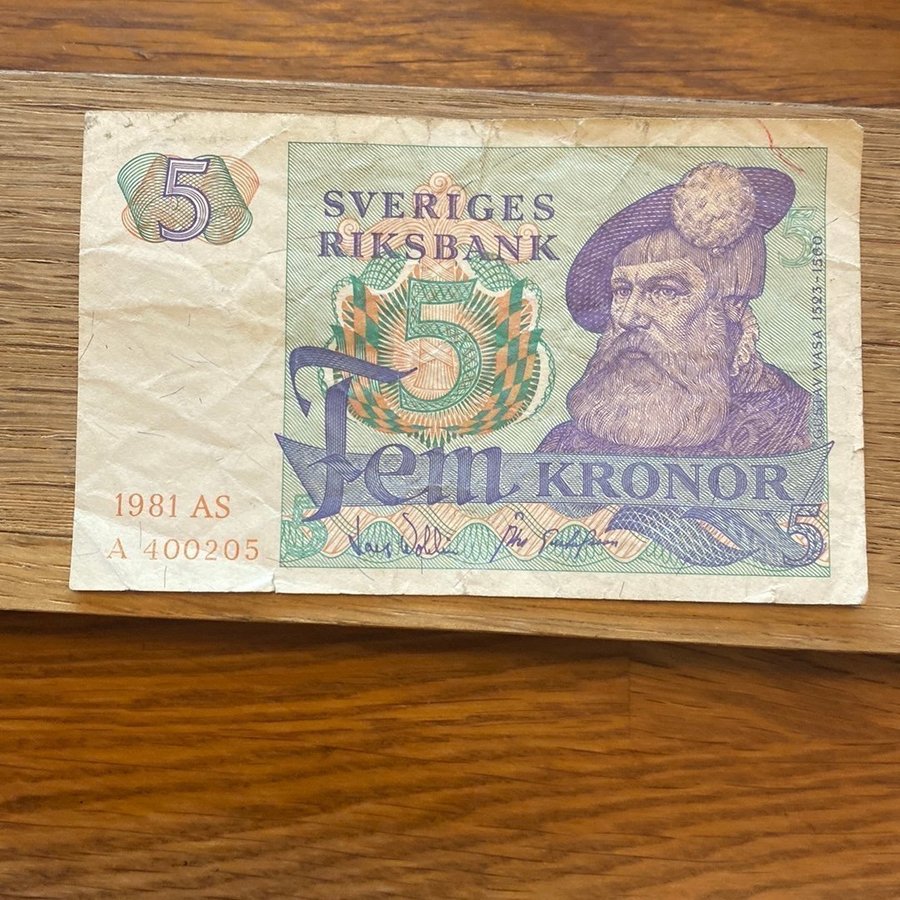 5
SVERIGES
RIKSBANK
5
5
GUSTAV VASA 1523-1560
Fem KRONOR
1981 AS
A 400205
5
5